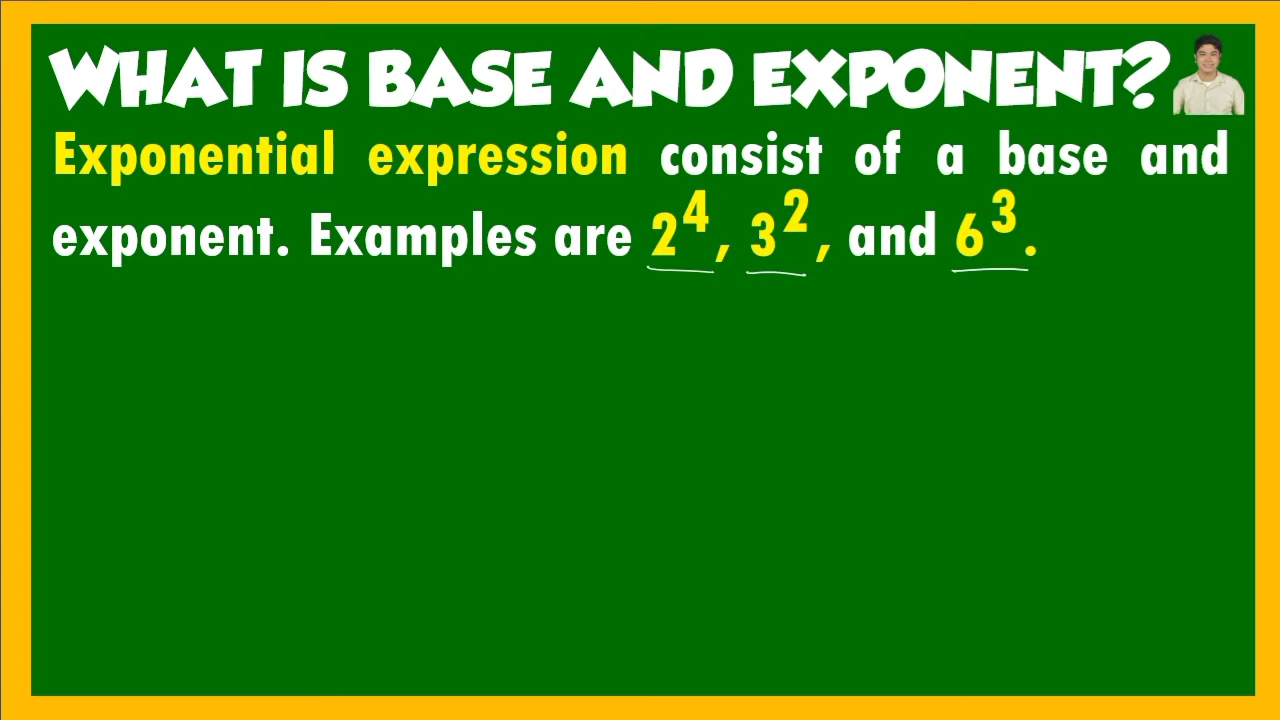 WHAT IS BASE AND EXPONENT?
Exponential expression consist of a base and
exponent. Examples are 2⁴, 3², and 6³.